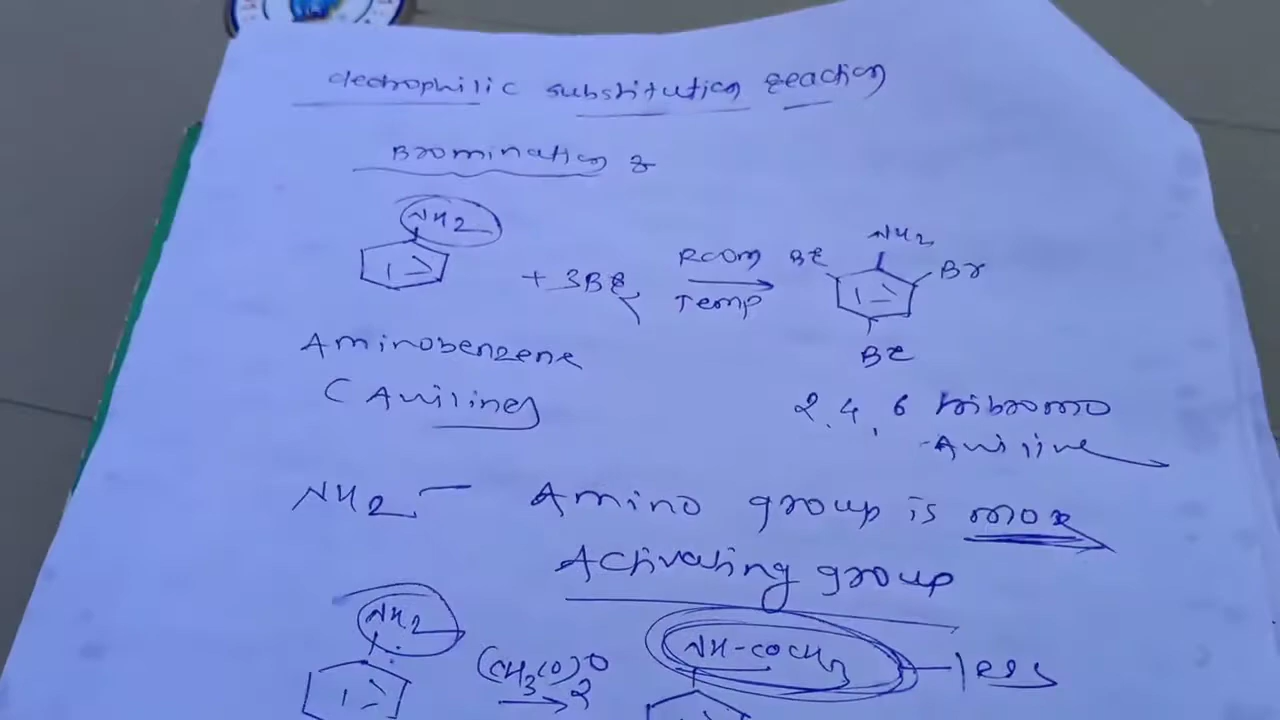 electrophilic substitution reaction
Bromination :
NH2
+ 3Br2
Room
Temp
NH2
Br
Br
Br
Aminobenzene
(Aniline)
2,4,6 tribromo
-Aniline
NH2 — Amino group is more
Activating group
NH2
(CH3CO)2O
NH-COCH3
less